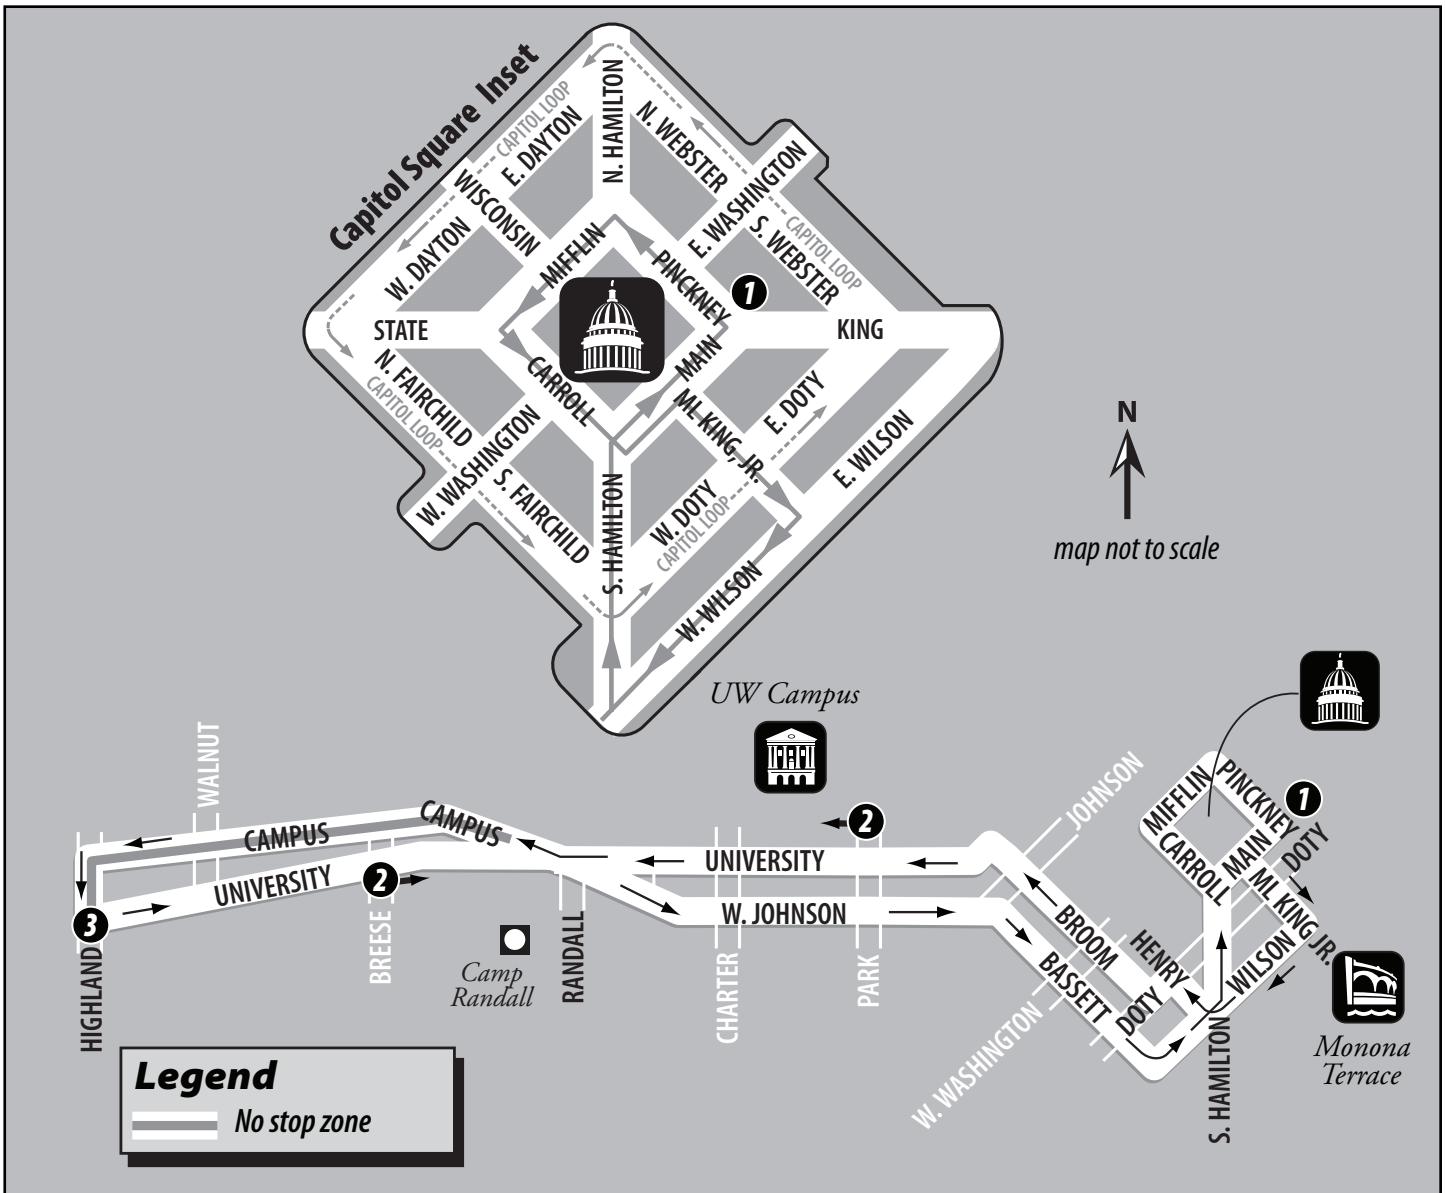 Capitol Square Inset
CAPITOL LOOP
E. DAYTON
N. HAMILTON
N. WEBSTER
E. WASHINGTON
WISCONSIN
W. DAYTON
MIFFLIN
PINCKNEY
1
S. WEBSTER
CAPITOL LOOP
STATE
KING
N. FAIRCHILD
CAPITOL LOOP
CARROLL
MAIN
ML KING, JR.
E. DOTY
W. WASHINGTON
S. FAIRCHILD
S. HAMILTON
W. DOTY
CAPITOL LOOP
E. WILSON
W. WILSON
N
map not to scale
UW Campus
WALNUT
CAMPUS
CAMPUS
UNIVERSITY
2
BREESE
3
HIGHLAND
Camp
Randall
RANDALL
UNIVERSITY
2
W. JOHNSON
CHARTER
PARK
JOHNSON
BROOM
BASSETT
W. WASHINGTON
HENRY
DOTY
MIFFLIN
PINCKNEY
1
DOTY
MAIN
CARROLL
ML KING JR.
WILSON
S. HAMILTON
Monona
Terrace
Legend
No stop zone